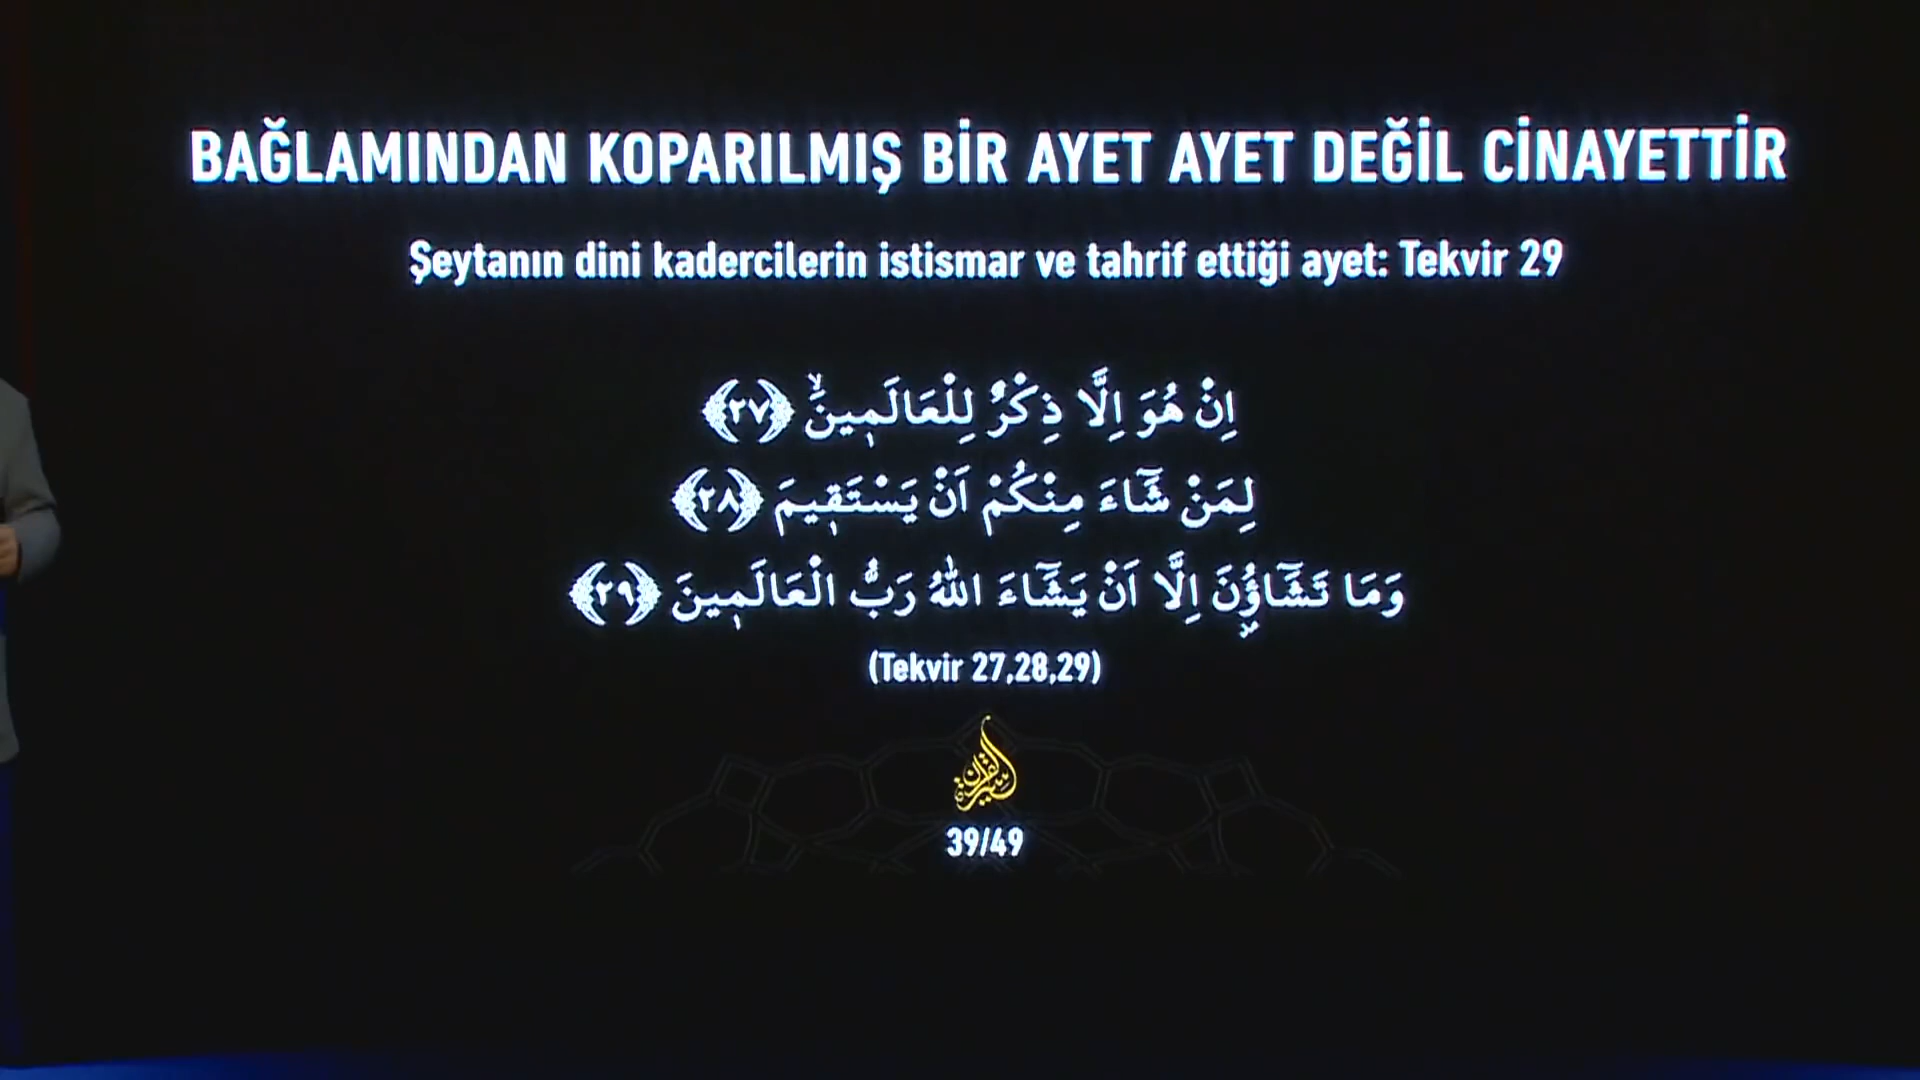 BAĞLAMINDAN KOPARILMIŞ BİR AYET AYET DEĞİL CİNAYETTİR
Şeytanın dini kadercilerin istismar ve tahrif ettiği ayet: Tekvir 29
اِنْ هُوَ اِلَّا ذِكْرٌ لِلْعَالَم۪ينَۙ ﴿٢٧﴾
لِمَنْ شَٓاءَ مِنْكُمْ اَنْ يَسْتَق۪يمَ ﴿٢٨﴾
وَمَا تَشَٓاؤُ۫نَ اِلَّٓا اَنْ يَشَٓاءَ اللّٰهُ رَبُّ الْعَالَم۪ينَ ﴿٢٩﴾
(Tekvir 27,28,29)
39/49